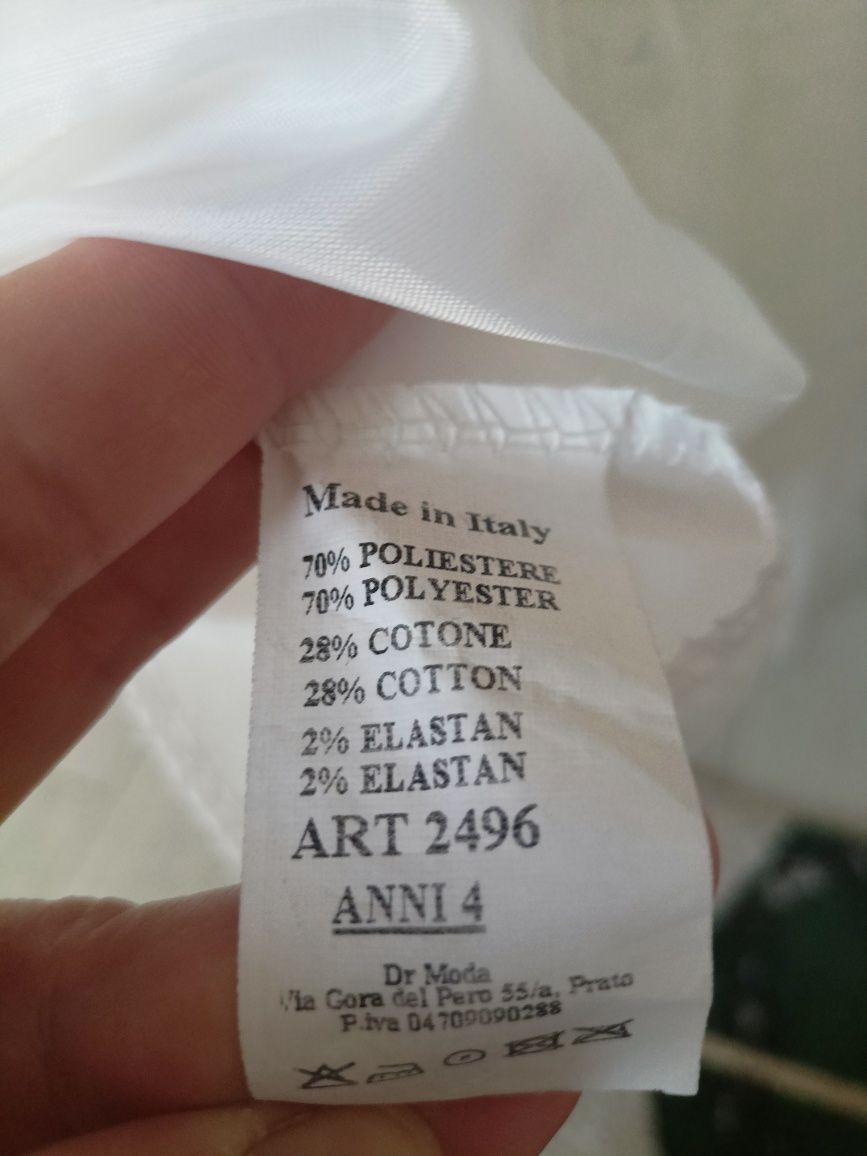 Made in Italy
70% POLIESTERE
70% POLYESTER
28% COTONE
28% COTTON
2% ELASTAN
2% ELASTAN
ART 2496
ANNI 4
Dr Moda
Via Gora del Pero 55/a, Prato
P.iva 04709090288